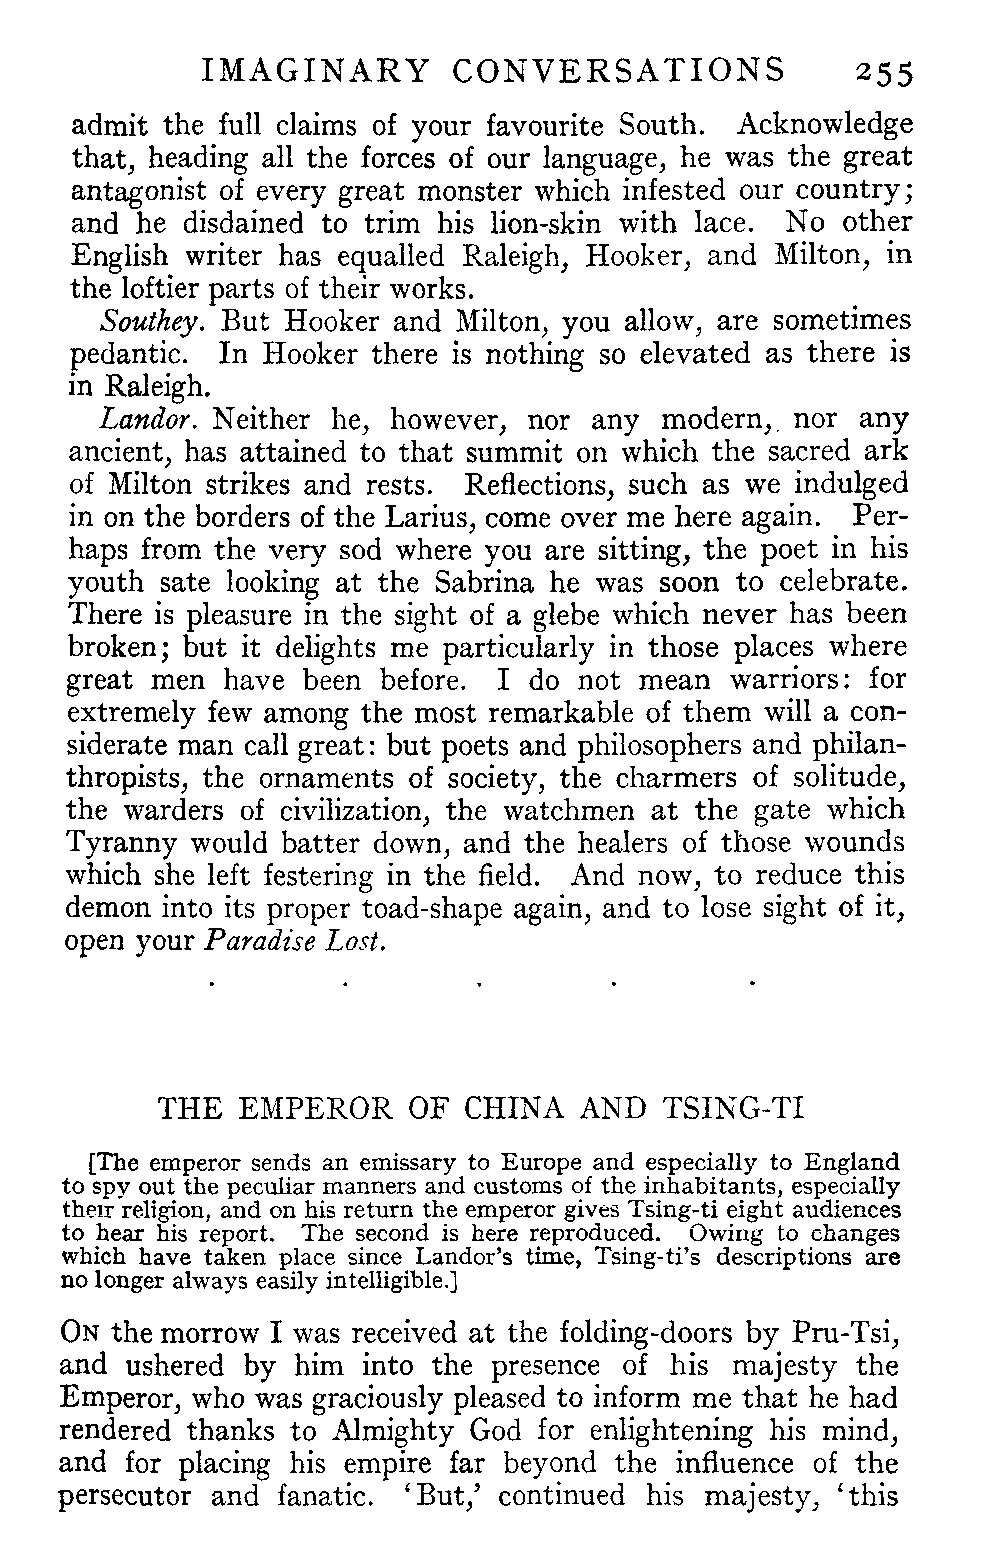 IMAGINARY CONVERSATIONS 255
admit the full claims of your favourite South. Acknowledge
that, heading all the forces of our language, he was the great
antagonist of every great monster which infested our country;
and he disdained to trim his lion-skin with lace. No other
English writer has equalled Raleigh, Hooker, and Milton, in
the loftier parts of their works.
Southey. But Hooker and Milton, you allow, are sometimes
pedantic. In Hooker there is nothing so elevated as there is
in Raleigh.
Landor. Neither he, however, nor any modern, nor any
ancient, has attained to that summit on which the sacred ark
of Milton strikes and rests. Reflections, such as we indulged
in on the borders of the Larius, come over me here again. Per-
haps from the very sod where you are sitting, the poet in his
youth sate looking at the Sabrina he was soon to celebrate.
There is pleasure in the sight of a glebe which never has been
broken; but it delights me particularly in those places where
great men have been before. I do not mean warriors: for
extremely few among the most remarkable of them will a con-
siderate man call great: but poets and philosophers and philan-
thropists, the ornaments of society, the charmers of solitude,
the warders of civilization, the watchmen at the gate which
Tyranny would batter down, and the healers of those wounds
which she left festering in the field. And now, to reduce this
demon into its proper toad-shape again, and to lose sight of it,
open your Paradise Lost.
. . . . .
THE EMPEROR OF CHINA AND TSING-TI
[The emperor sends an emissary to Europe and especially to England
to spy out the peculiar manners and customs of the inhabitants, especially
their religion, and on his return the emperor gives Tsing-ti eight audiences
to hear his report. The second is here reproduced. Owing to changes
which have taken place since Landor's time, Tsing-ti's descriptions are
no longer always easily intelligible.]
ON the morrow I was received at the folding-doors by Pru-Tsi,
and ushered by him into the presence of his majesty the
Emperor, who was graciously pleased to inform me that he had
rendered thanks to Almighty God for enlightening his mind,
and for placing his empire far beyond the influence of the
persecutor and fanatic. 'But,' continued his majesty, 'this